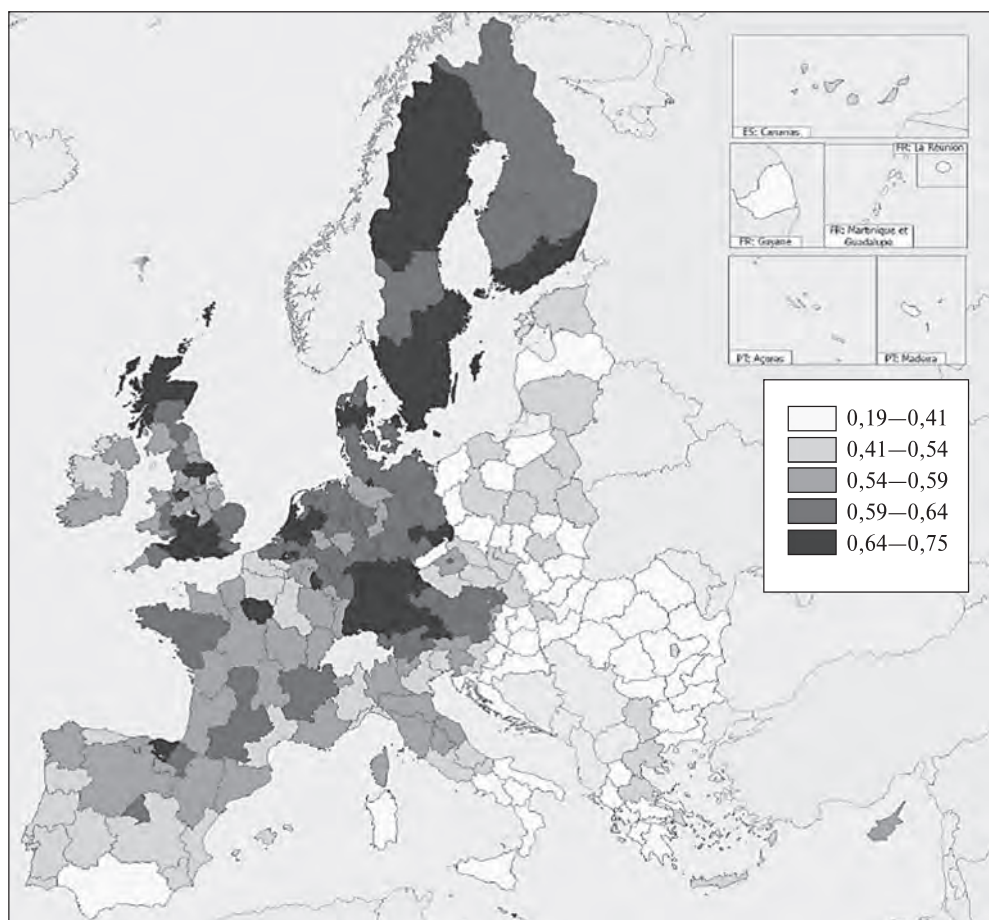 ES: Canarias
FR: La Réunion
FR: Guyane
FR: Martinique et
Guadalupe
PT: Açores
PT: Madeira
0,19—0,41
0,41—0,54
0,54—0,59
0,59—0,64
0,64—0,75